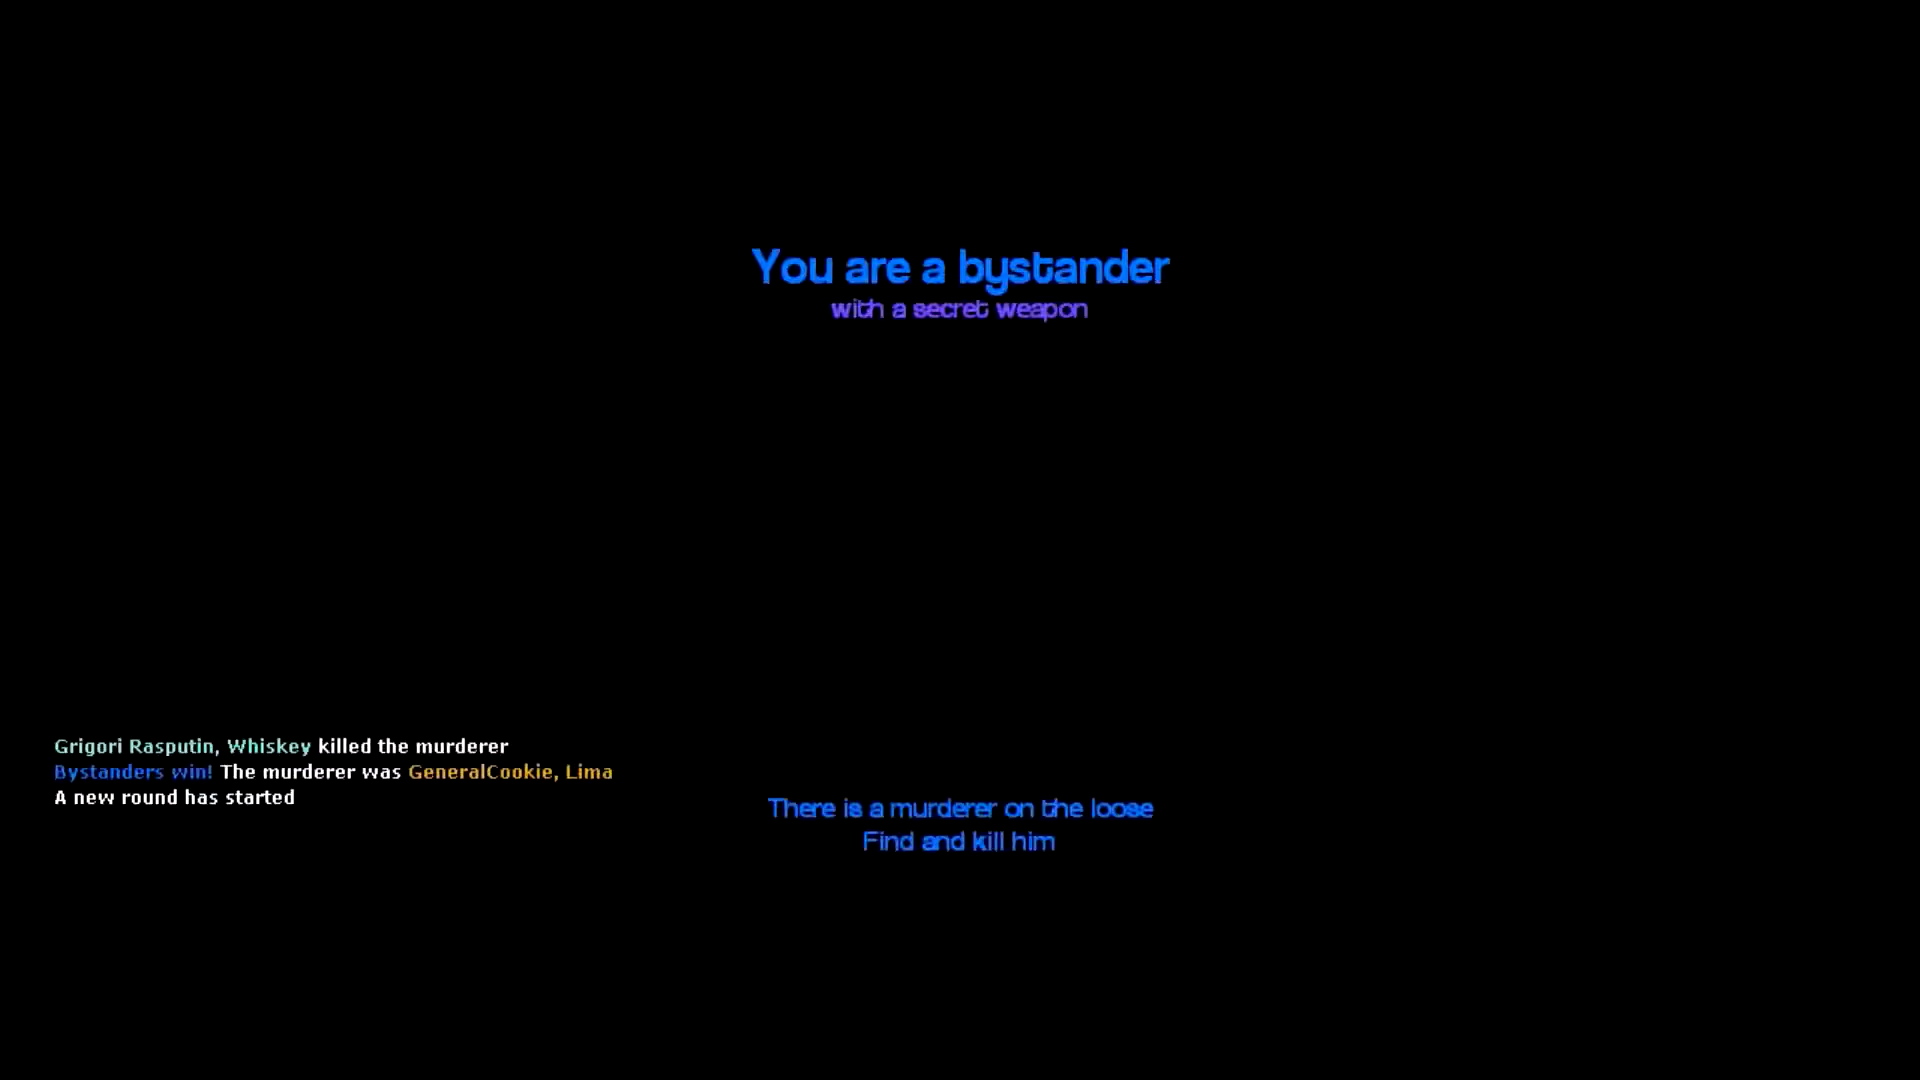 You are a bystander
with a secret weapon
Grigori Rasputin, Whiskey killed the murderer
Bystanders win! The murderer was GeneralCookie, Lima
A new round has started
There is a murderer on the loose
Find and kill him